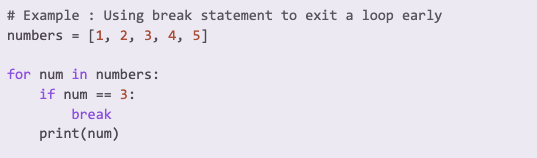 # Example : Using break statement to exit a loop early
numbers = [1, 2, 3, 4, 5]

for num in numbers:
    if num == 3:
        break
    print(num)